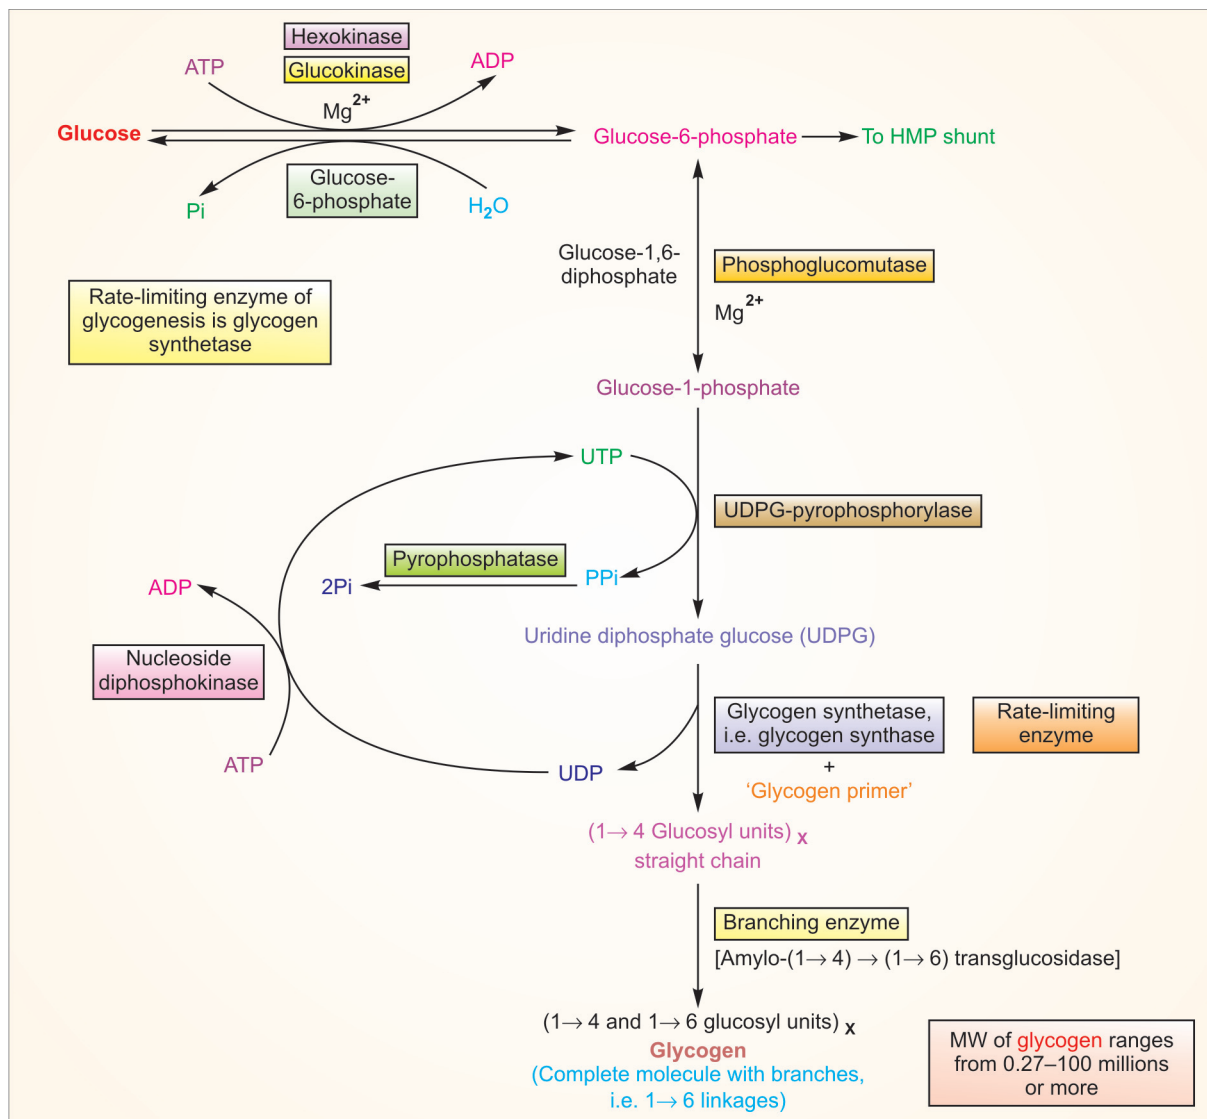 Hexokinase
ATP
Glucokinase
ADP
Mg2+
Glucose
Glucose-6-phosphate
To HMP shunt
Glucose-
6-phosphate
Pi
H2O
Glucose-1,6-
diphosphate
Phosphoglucomutase
Mg2+
Rate-limiting enzyme of
glycogenesis is glycogen
synthetase
Glucose-1-phosphate
UTP
UDPG-pyrophosphorylase
Pyrophosphatase
PPi
2Pi
ADP
Uridine diphosphate glucose (UDPG)
Nucleoside
diphosphokinase
Glycogen synthetase,
i.e. glycogen synthase
Rate-limiting
enzyme
ATP
UDP
+
‘Glycogen primer’
(1→ 4 Glucosyl units) x
straight chain
Branching enzyme
[Amylo-(1→ 4) → (1→ 6) transglucosidase]
(1→ 4 and 1→ 6 glucosyl units) x
Glycogen
(Complete molecule with branches,
i.e. 1→ 6 linkages)
MW of glycogen ranges
from 0.27–100 millions
or more